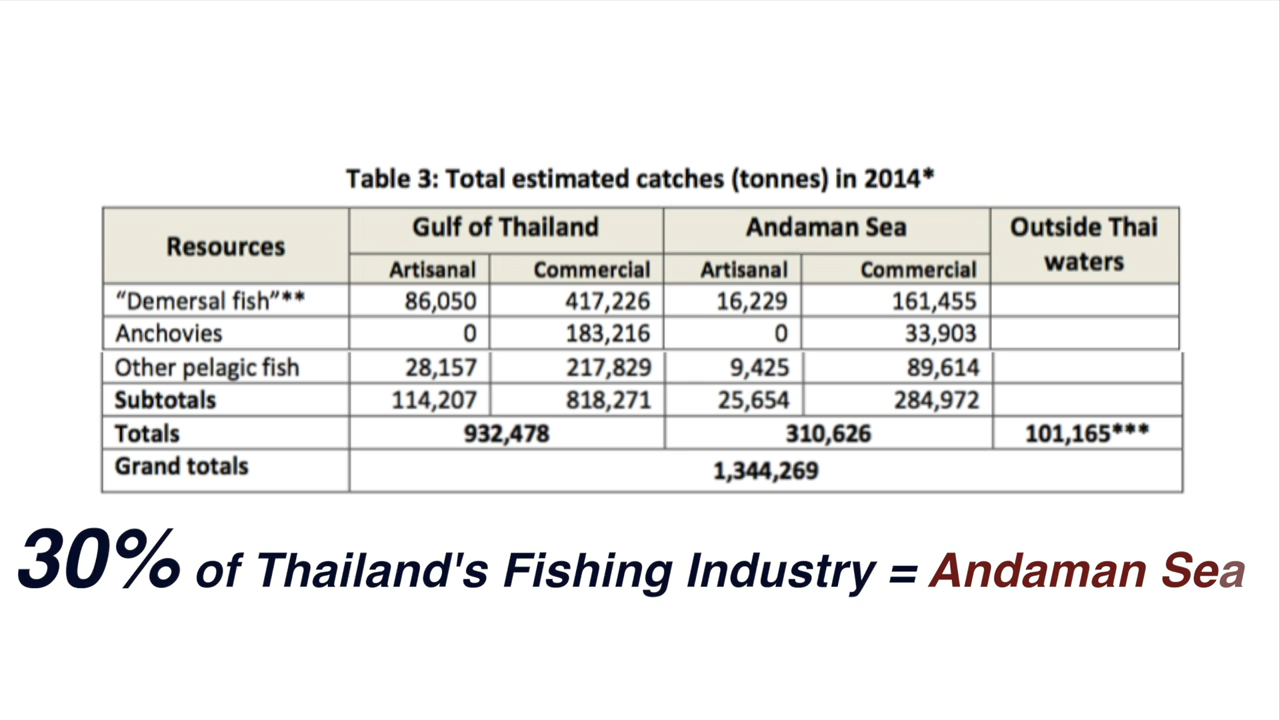 Table 3: Total estimated catches (tonnes) in 2014*
Resources Gulf of Thailand Andaman Sea Outside Thai waters
Artisanal Commercial Artisanal Commercial
“Demersal fish”** 86,050 417,226 16,229 161,455
Anchovies 0 183,216 0 33,903
Other pelagic fish 28,157 217,829 9,425 89,614
Subtotals 114,207 818,271 25,654 284,972
Totals 932,478 310,626 101,165***
Grand totals 1,344,269
30% of Thailand's Fishing Industry = Andaman Sea